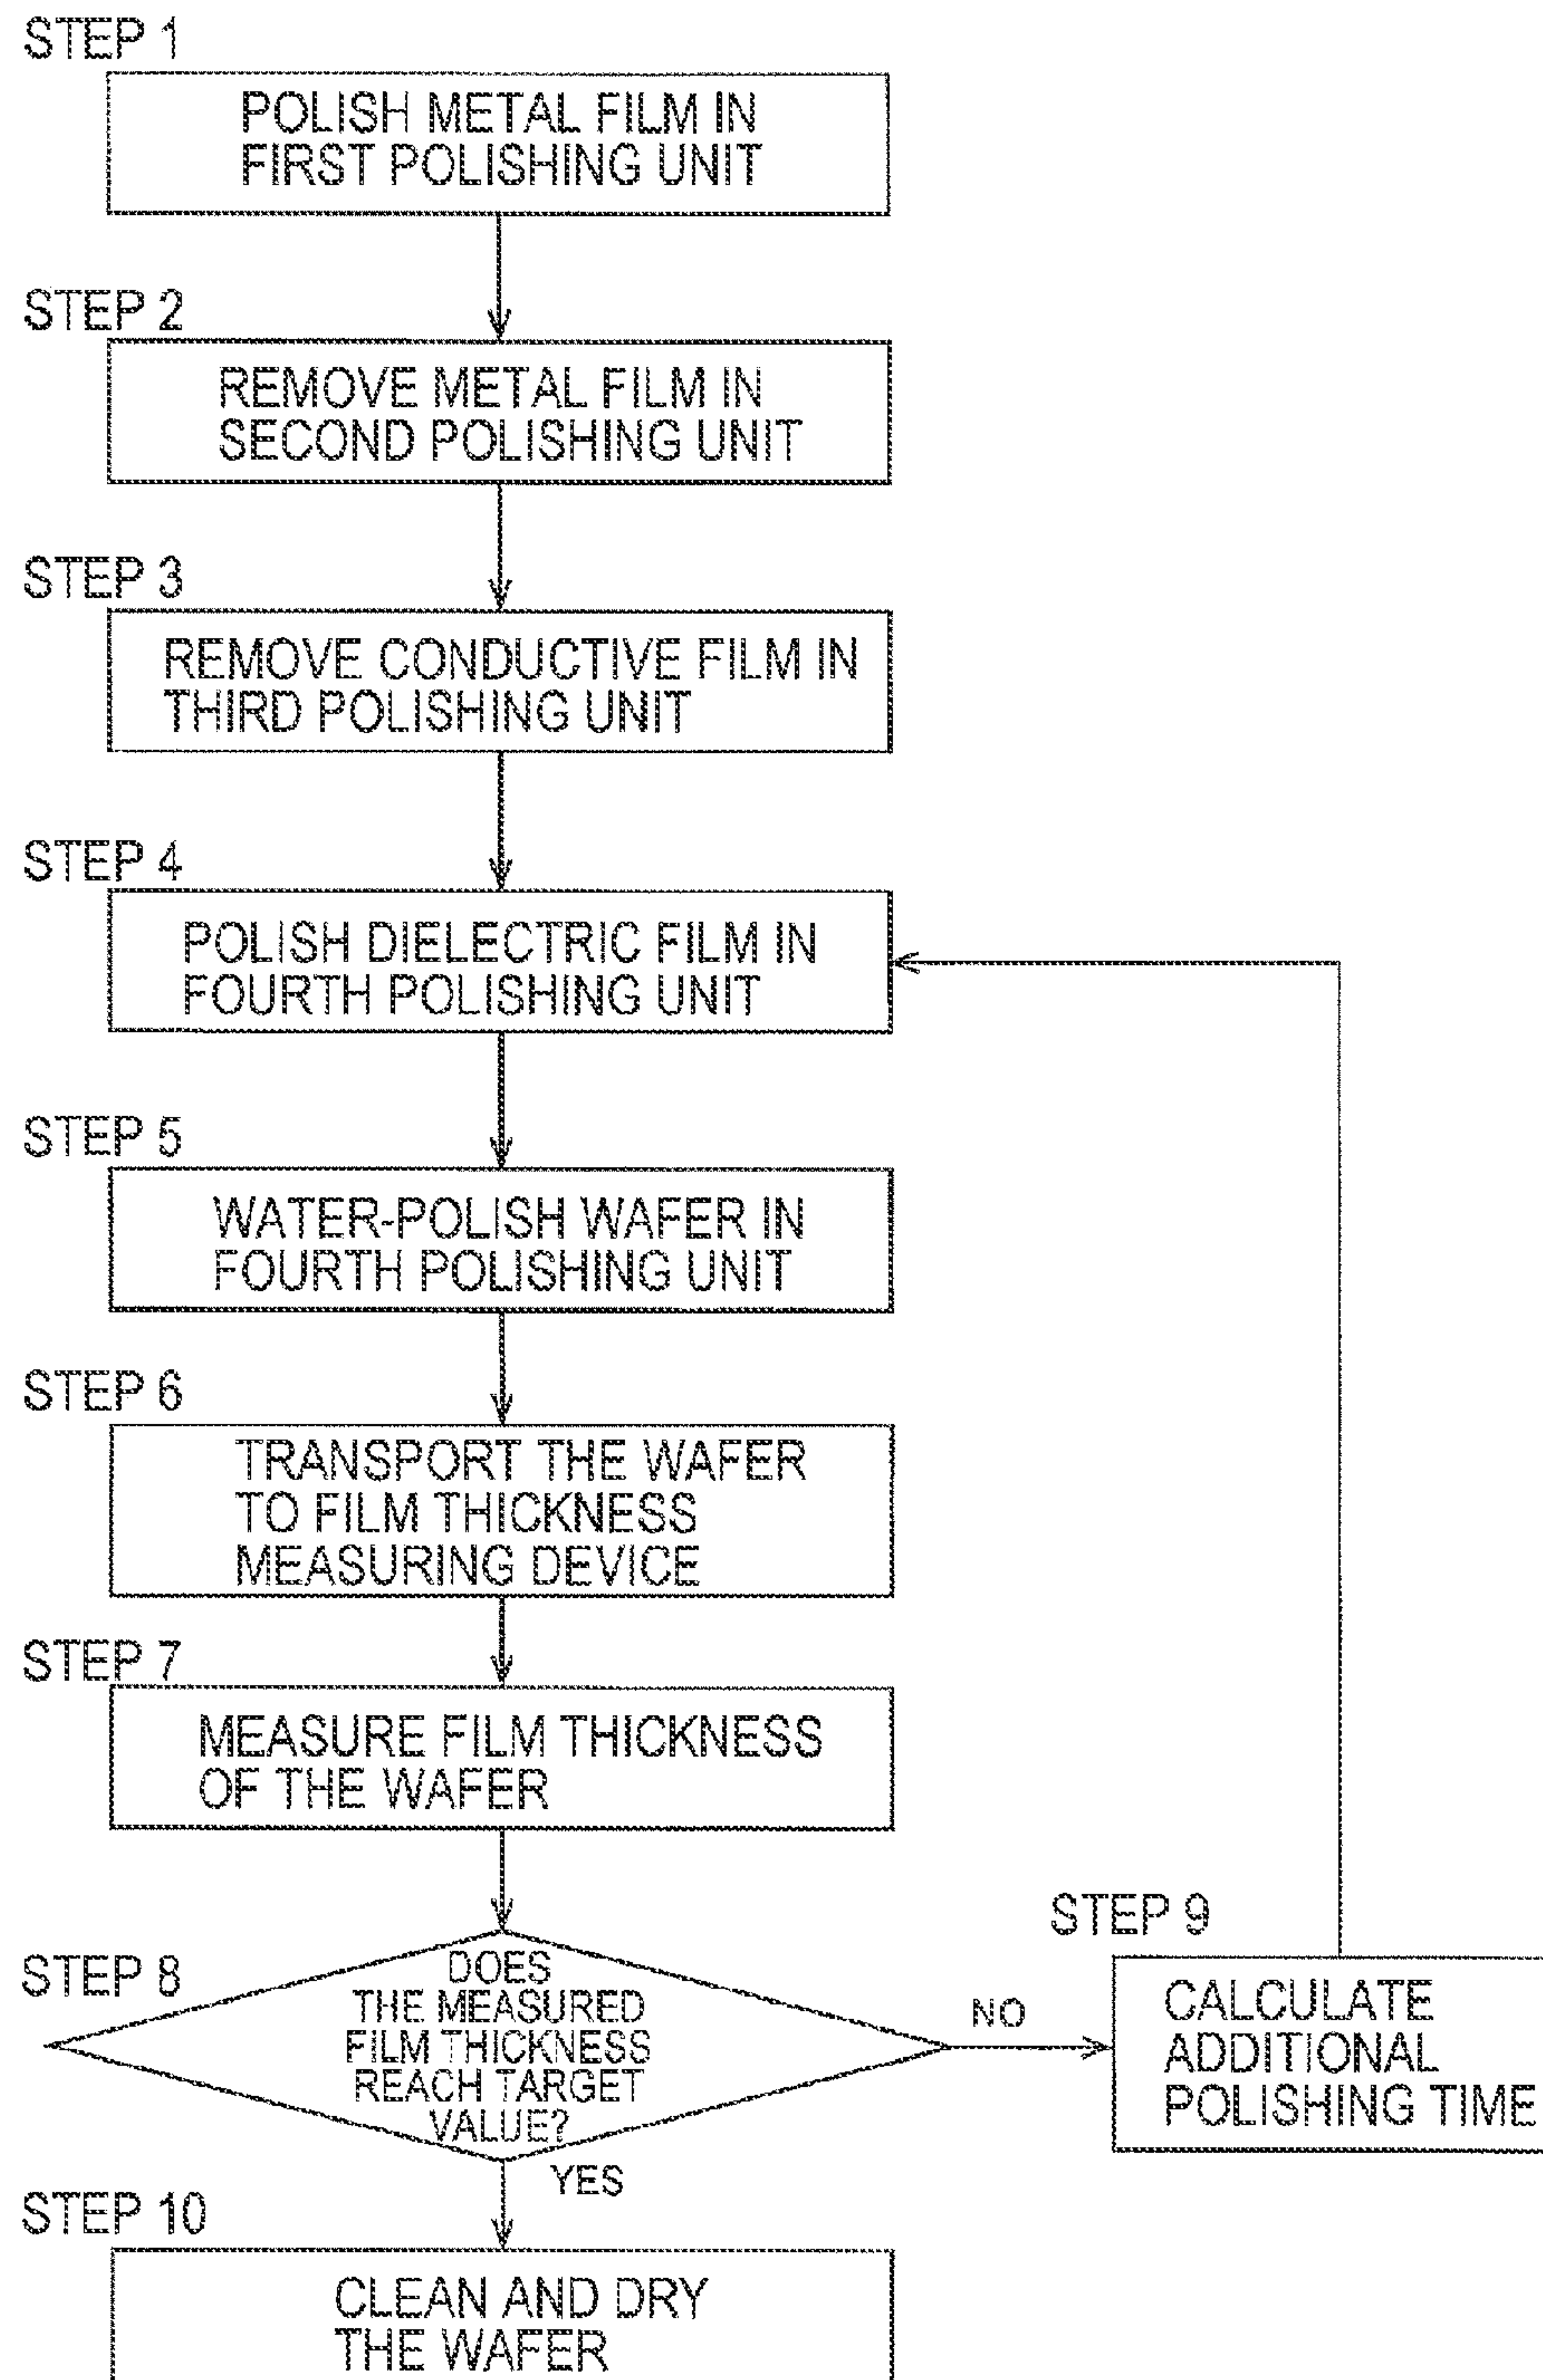 STEP 1
POLISH METAL FILM IN
FIRST POLISHING UNIT
STEP 2
REMOVE METAL FILM IN
SECOND POLISHING UNIT
STEP 3
REMOVE CONDUCTIVE FILM IN
THIRD POLISHING UNIT
STEP 4
POLISH DIELECTRIC FILM IN
FOURTH POLISHING UNIT
STEP 5
WATER-POLISH WAFER IN
FOURTH POLISHING UNIT
STEP 6
TRANSPORT THE WAFER
TO FILM THICKNESS
MEASURING DEVICE
STEP 7
MEASURE FILM THICKNESS
OF THE WAFER
STEP 8
DOES
THE MEASURED
FILM THICKNESS
REACH TARGET
VALUE?
NO
STEP 9
CALCULATE
ADDITIONAL
POLISHING TIME
YES
STEP 10
CLEAN AND DRY
THE WAFER